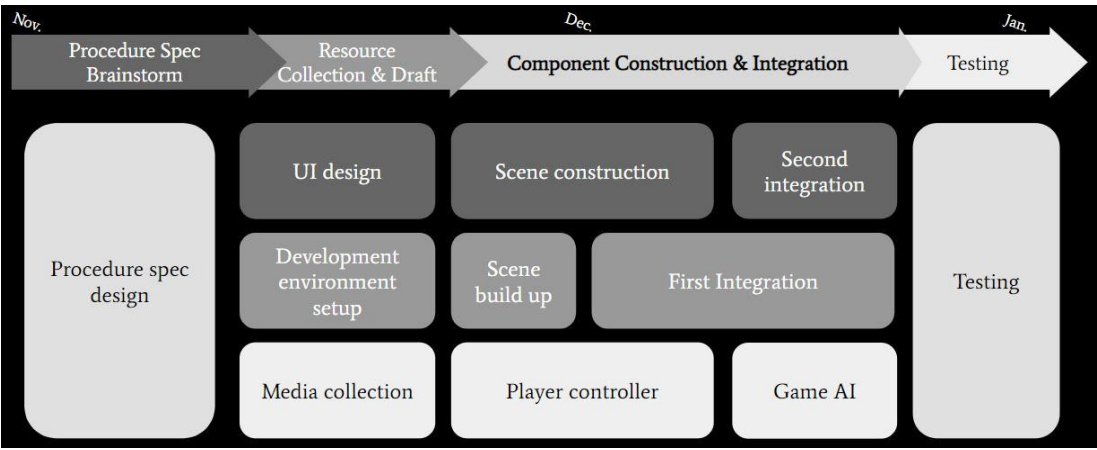 Nov.
Dec.
Jan.
Procedure Spec
Brainstorm
Resource
Collection & Draft
Component Construction & Integration
Testing
Procedure spec
design
UI design
Scene construction
Second
integration
Development
environment
setup
Scene
build up
First Integration
Media collection
Player controller
Game AI
Testing